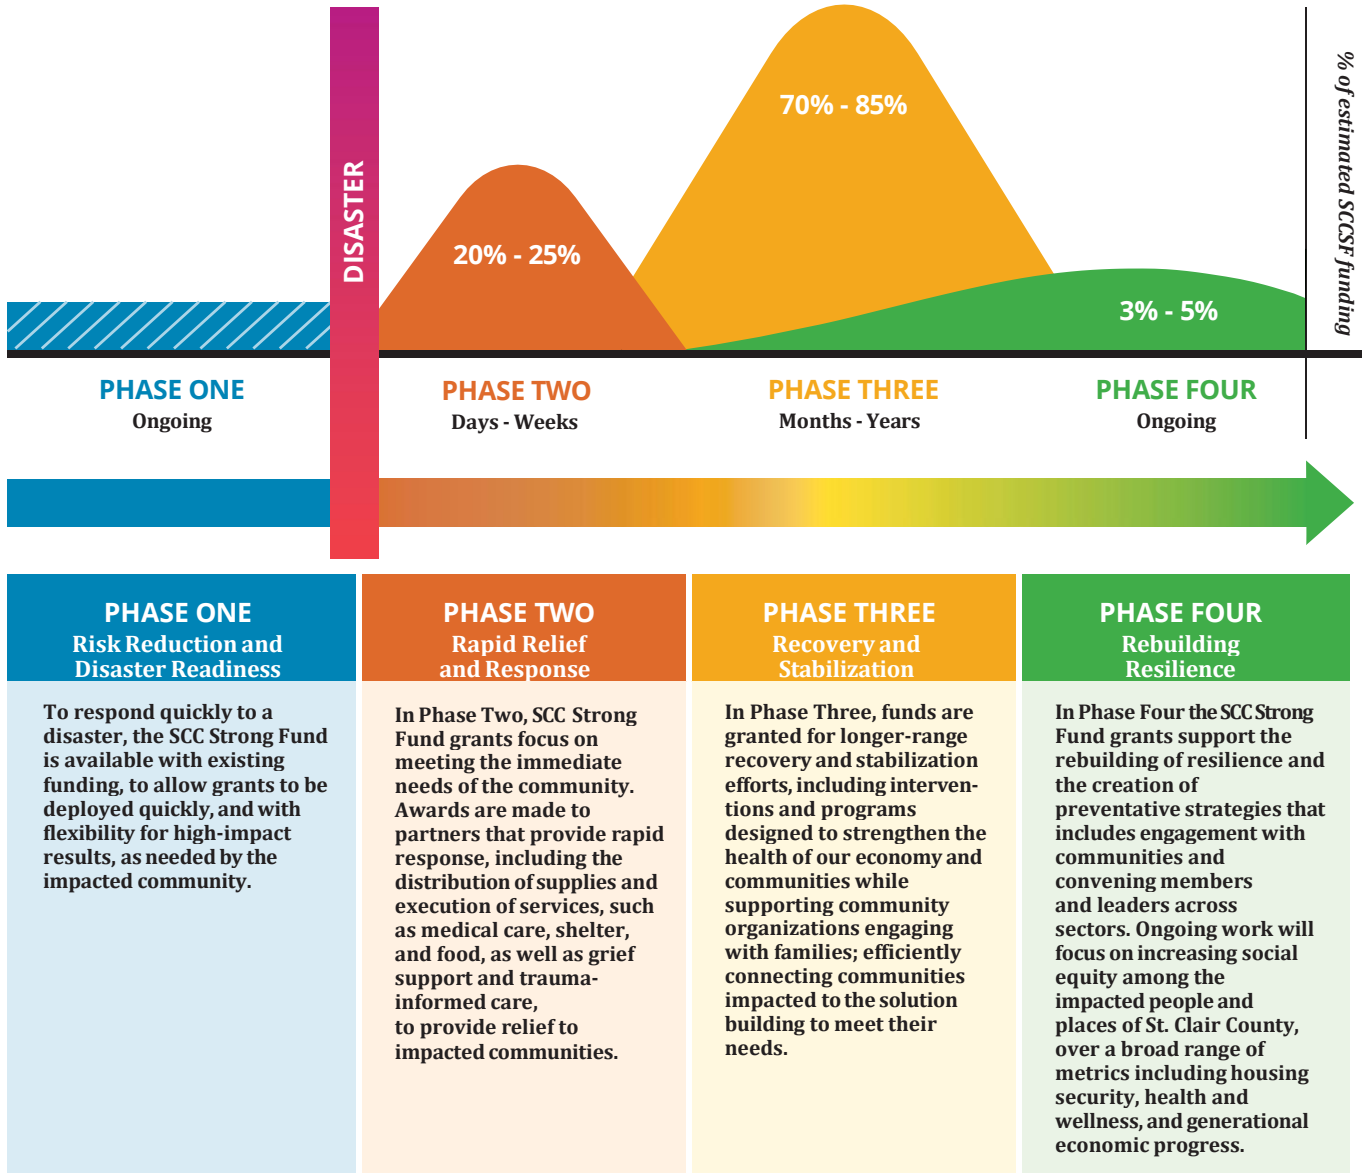 % of estimated SCCSF funding
DISASTER
20% - 25%
70% - 85%
3% - 5%
PHASE ONE
Ongoing
PHASE TWO
Days - Weeks
PHASE THREE
Months - Years
PHASE FOUR
Ongoing
PHASE ONE
Risk Reduction and
Disaster Readiness
To respond quickly to a
disaster, the SCC Strong Fund
is available with existing
funding, to allow grants to be
deployed quickly, and with
flexibility for high-impact
results, as needed by the
impacted community.
PHASE TWO
Rapid Relief
and Response
In Phase Two, SCC Strong
Fund grants focus on
meeting the immediate
needs of the community.
Awards are made to
partners that provide rapid
response, including the
distribution of supplies and
execution of services, such
as medical care, shelter,
and food, as well as grief
support and trauma-
informed care,
to provide relief to
impacted communities.
PHASE THREE
Recovery and
Stabilization
In Phase Three, funds are
granted for longer-range
recovery and stabilization
efforts, including interven-
tions and programs
designed to strengthen the
health of our economy and
communities while
supporting community
organizations engaging
with families; efficiently
connecting communities
impacted to the solution
building to meet their
needs.
PHASE FOUR
Rebuilding
Resilience
In Phase Four the SCC Strong
Fund grants support the
rebuilding of resilience and
the creation of
preventative strategies that
includes engagement with
communities and
convening members
and leaders across
sectors. Ongoing work will
focus on increasing social
equity among the
impacted people and
places of St. Clair County,
over a broad range of
metrics including housing
security, health and
wellness, and generational
economic progress.